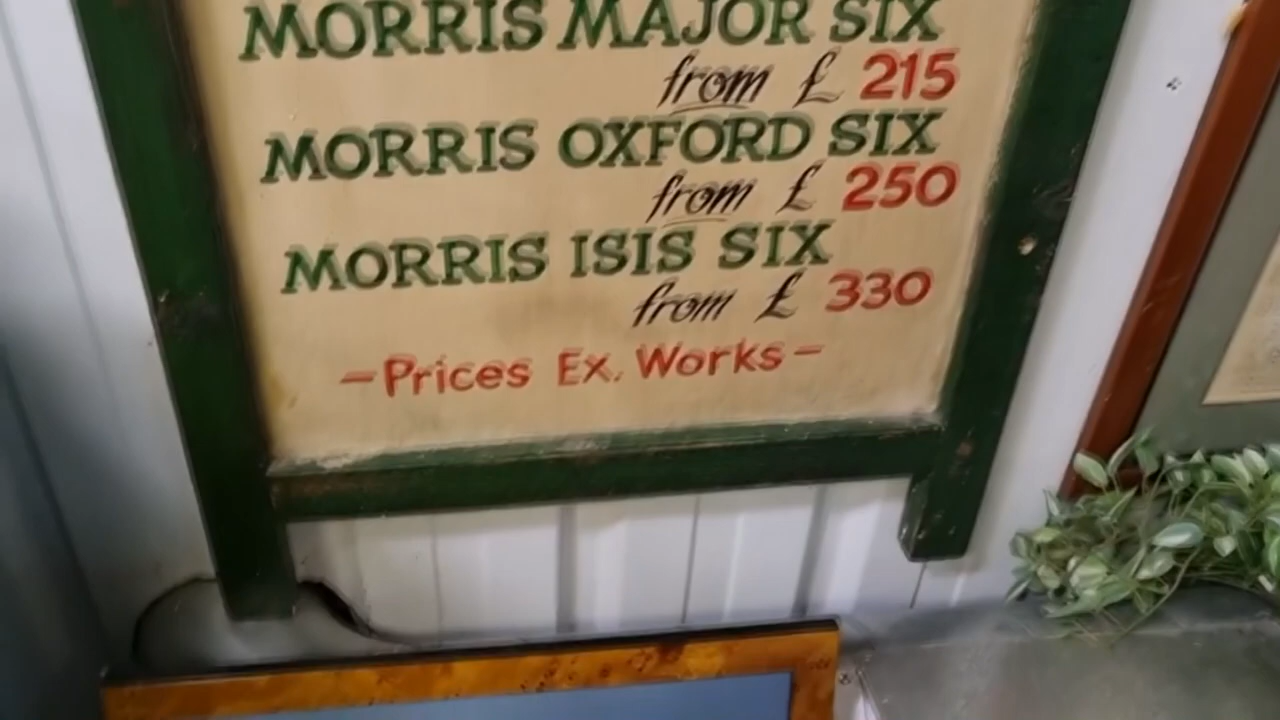 MORRIS MAJOR SIX
from £ 215
MORRIS OXFORD SIX
from £ 250
MORRIS ISIS SIX
from £ 330
-Prices Ex. Works-